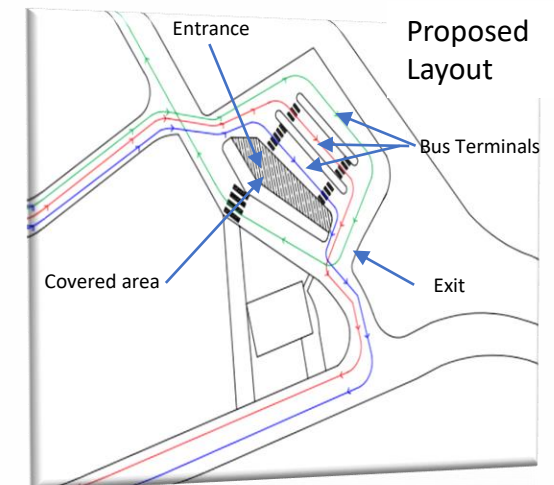 Entrance
Proposed
Layout
Bus Terminals
Covered area
Exit